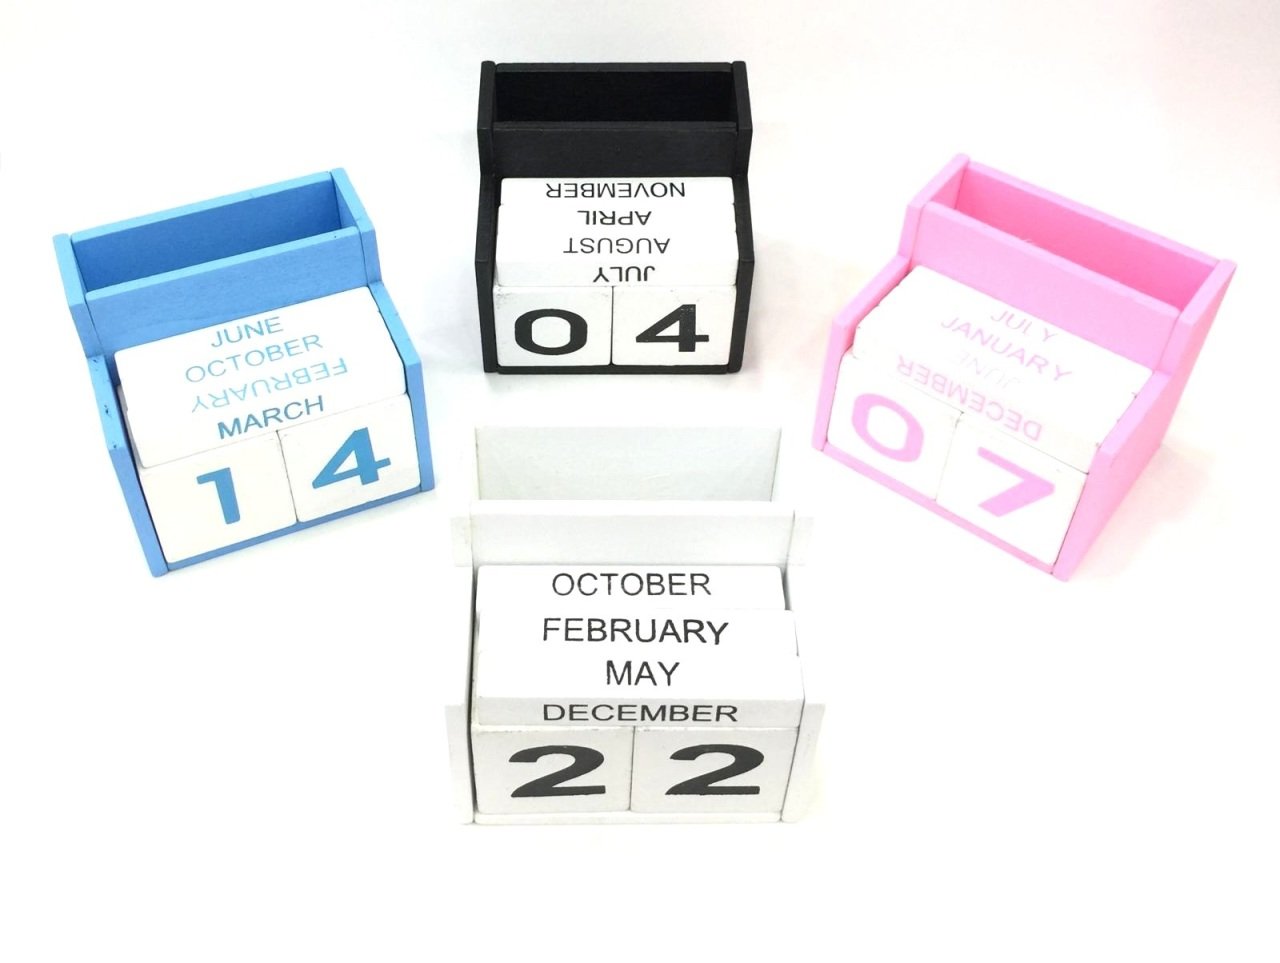 NOVEMBER
APRIL
AUGUST
JULY
04
JUNE
OCTOBER
FEBRUARY
MARCH
14
JULY
JANUARY
JUNE
DECEMBER
07
OCTOBER
FEBRUARY
MAY
DECEMBER
22